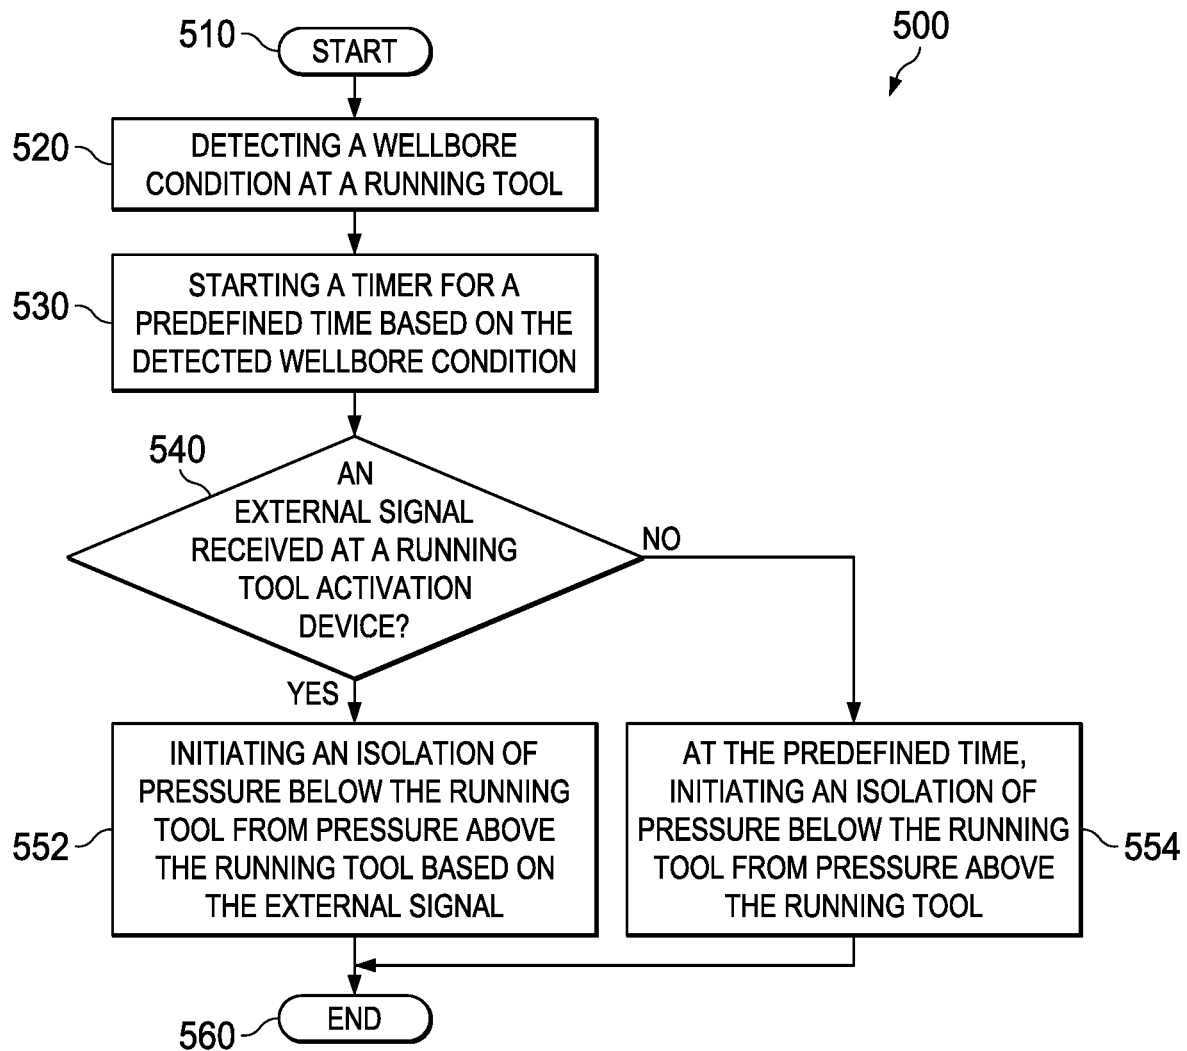 500
510
START
520
DETECTING A WELLBORE
CONDITION AT A RUNNING TOOL
530
STARTING A TIMER FOR A
PREDEFINED TIME BASED ON THE
DETECTED WELLBORE CONDITION
540
AN
EXTERNAL SIGNAL
RECEIVED AT A RUNNING
TOOL ACTIVATION
DEVICE?
NO
YES
552
INITIATING AN ISOLATION OF
PRESSURE BELOW THE RUNNING
TOOL FROM PRESSURE ABOVE
THE RUNNING TOOL BASED ON
THE EXTERNAL SIGNAL
AT THE PREDEFINED TIME,
INITIATING AN ISOLATION OF
PRESSURE BELOW THE RUNNING
TOOL FROM PRESSURE ABOVE
THE RUNNING TOOL
554
560
END